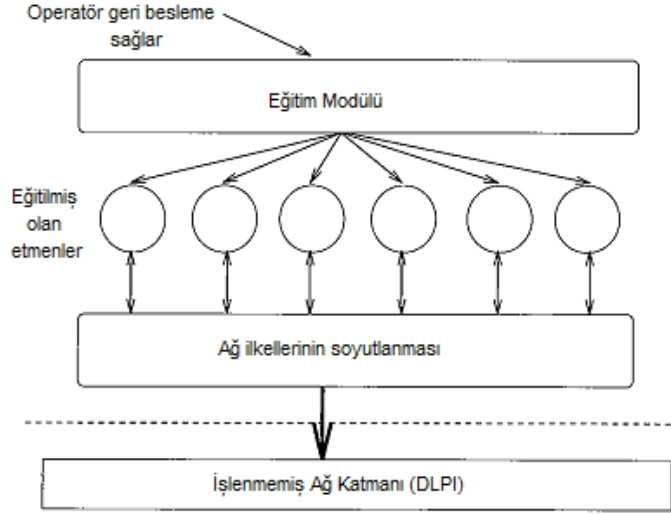 Operatör geri besleme
sağlar
Eğitim Modülü
Eğitilmiş
olan
etmenler
Ağ ilkellerinin soyutlanması
İşlenmemiş Ağ Katmanı (DLPI)